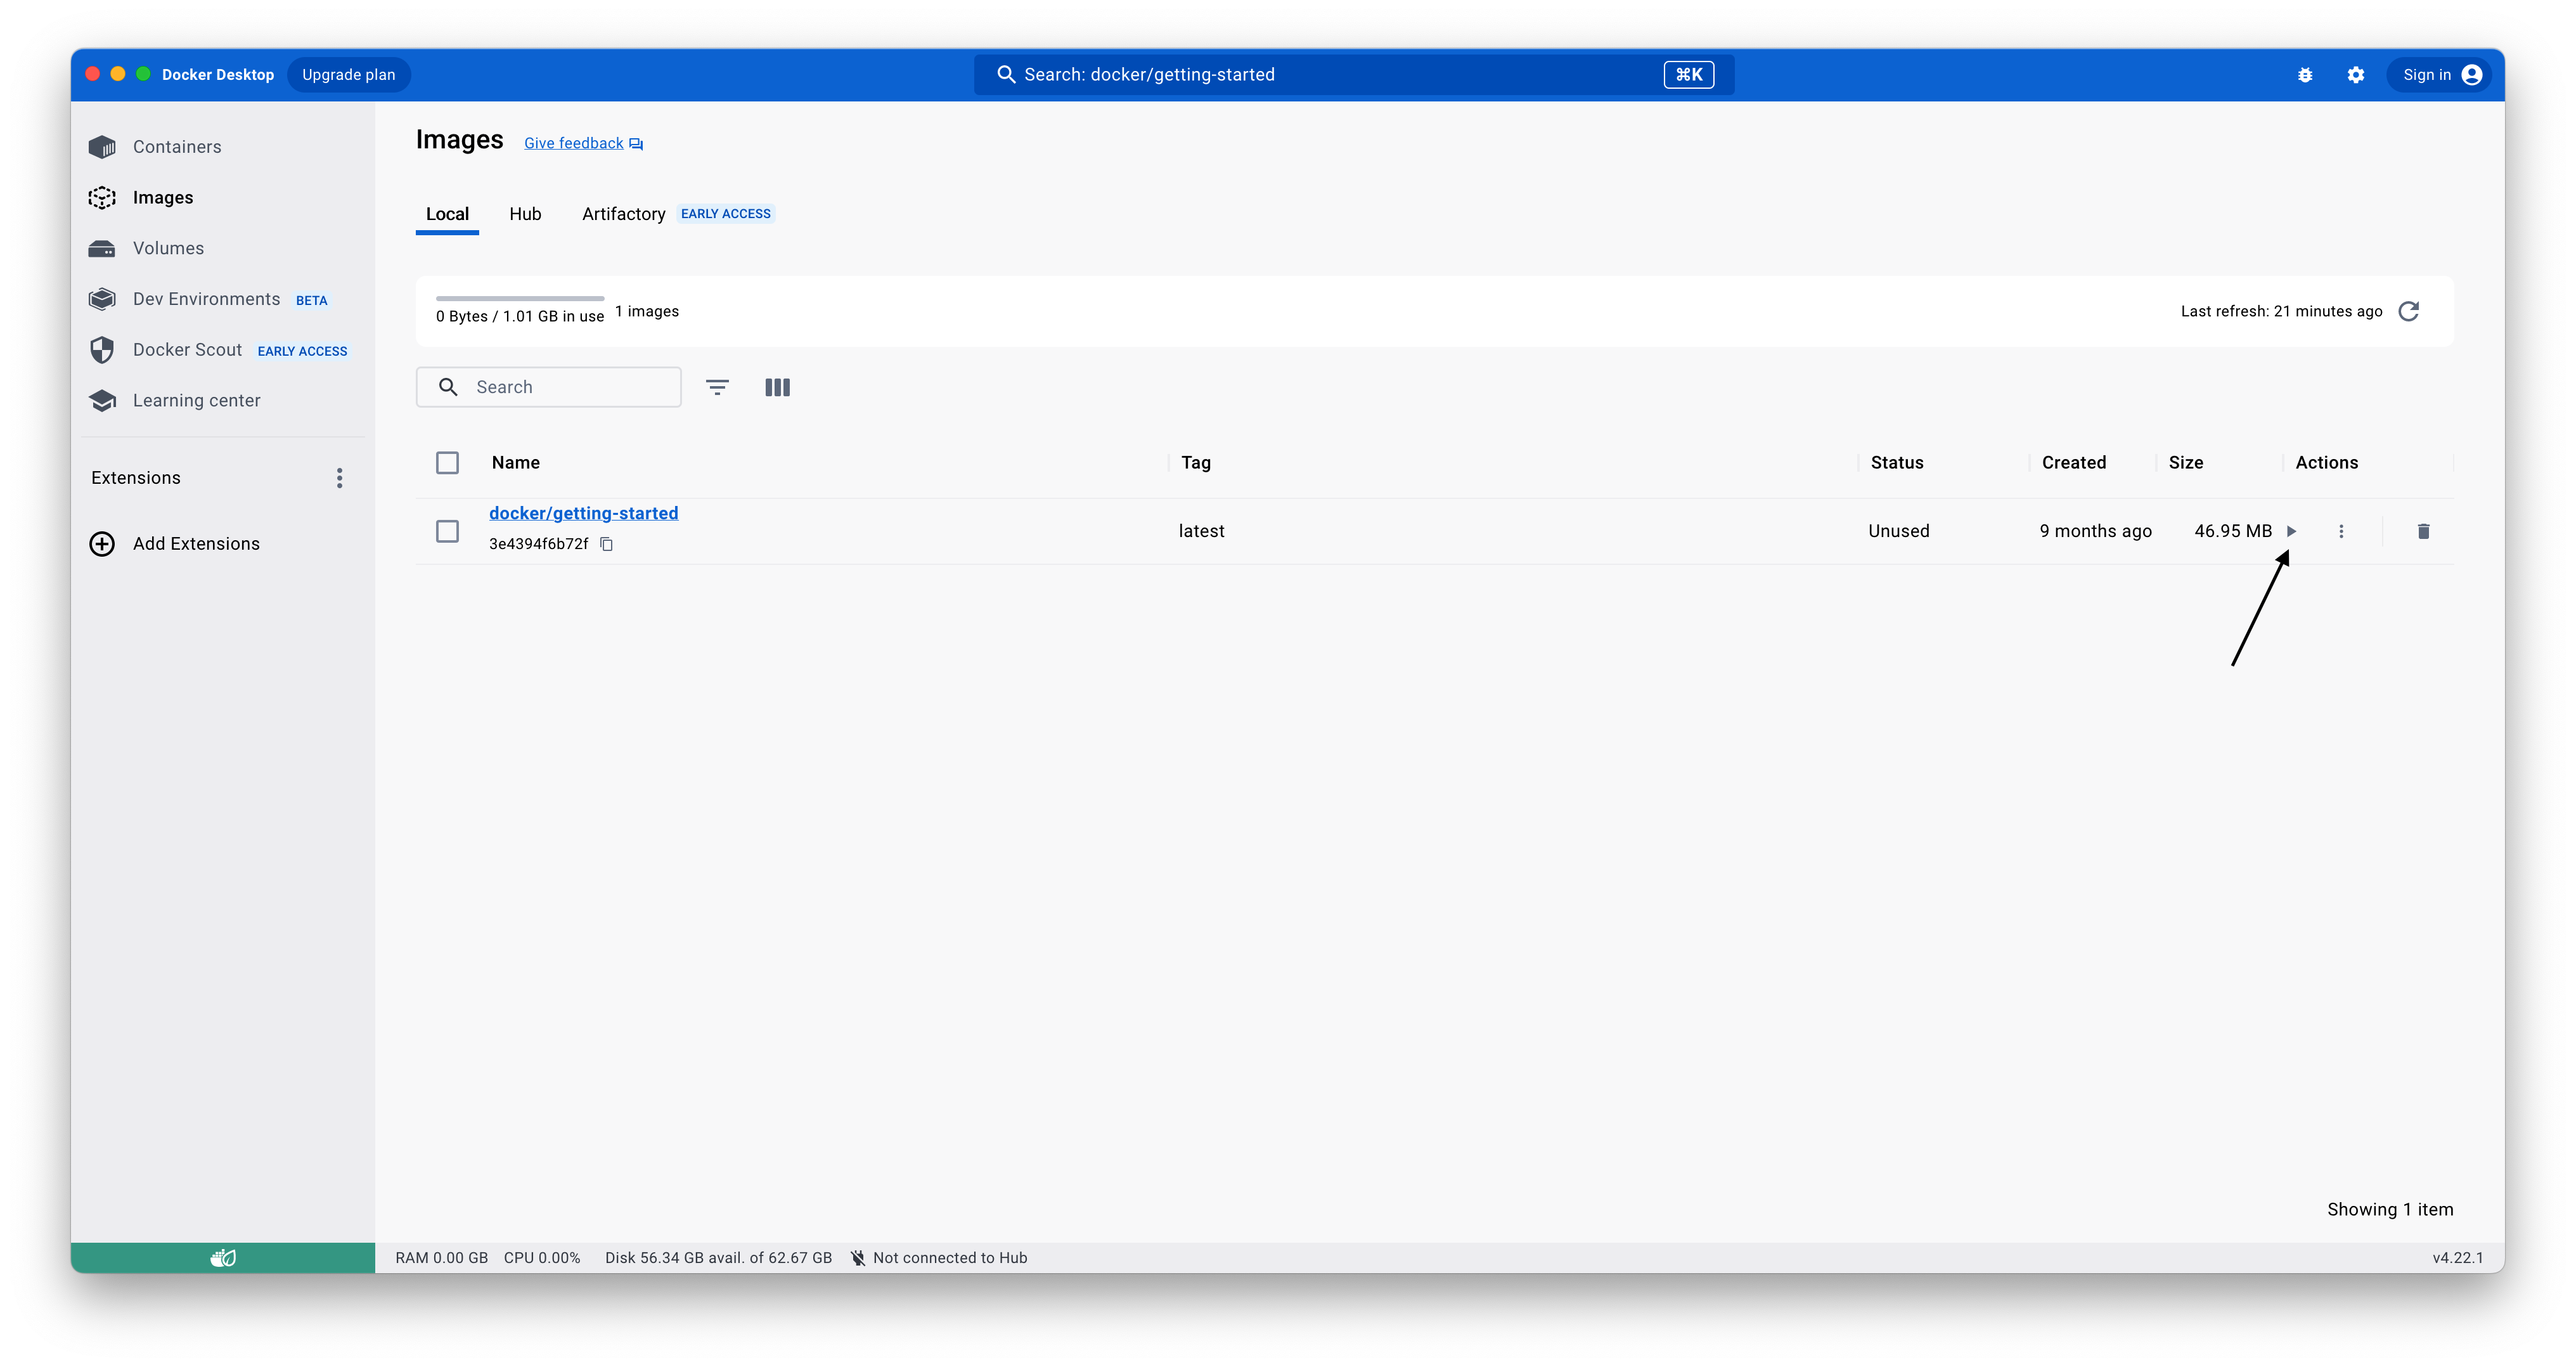 Docker Desktop Upgrade plan Search: docker/getting-started ⌘K Sign in
Containers
Images
Volumes
Dev Environments BETA
Docker Scout EARLY ACCESS
Learning center
Extensions
Add Extensions
Images Give feedback
Local Hub Artifactory EARLY ACCESS
0 Bytes / 1.01 GB in use 1 images Last refresh: 21 minutes ago
Search
Name Tag Status Created Size Actions
docker/getting-started
3e4394f6b72f
latest Unused 9 months ago 46.95 MB
Showing 1 item
RAM 0.00 GB CPU 0.00% Disk 56.34 GB avail. of 62.67 GB Not connected to Hub v4.22.1